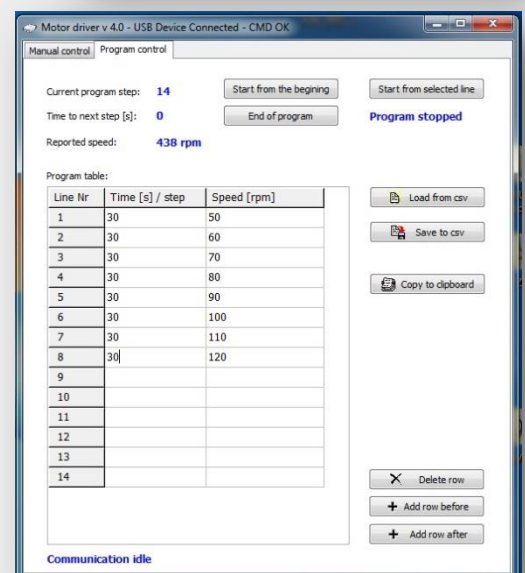 Motor driver v 4.0 - USB Device Connected - CMD OK
Manual control Program control
Current program step: 14 Start from the begining Start from selected line
Time to next step [s]: 0 End of program Program stopped
Reported speed: 438 rpm
Program table:
Line Nr Time [s] / step Speed [rpm]
1 30 50
2 30 60
3 30 70
4 30 80
5 30 90
6 30 100
7 30 110
8 30 120
9
10
11
12
13
14
Load from csv
Save to csv
Copy to clipboard
Delete row
Add row before
Add row after
Communication idle